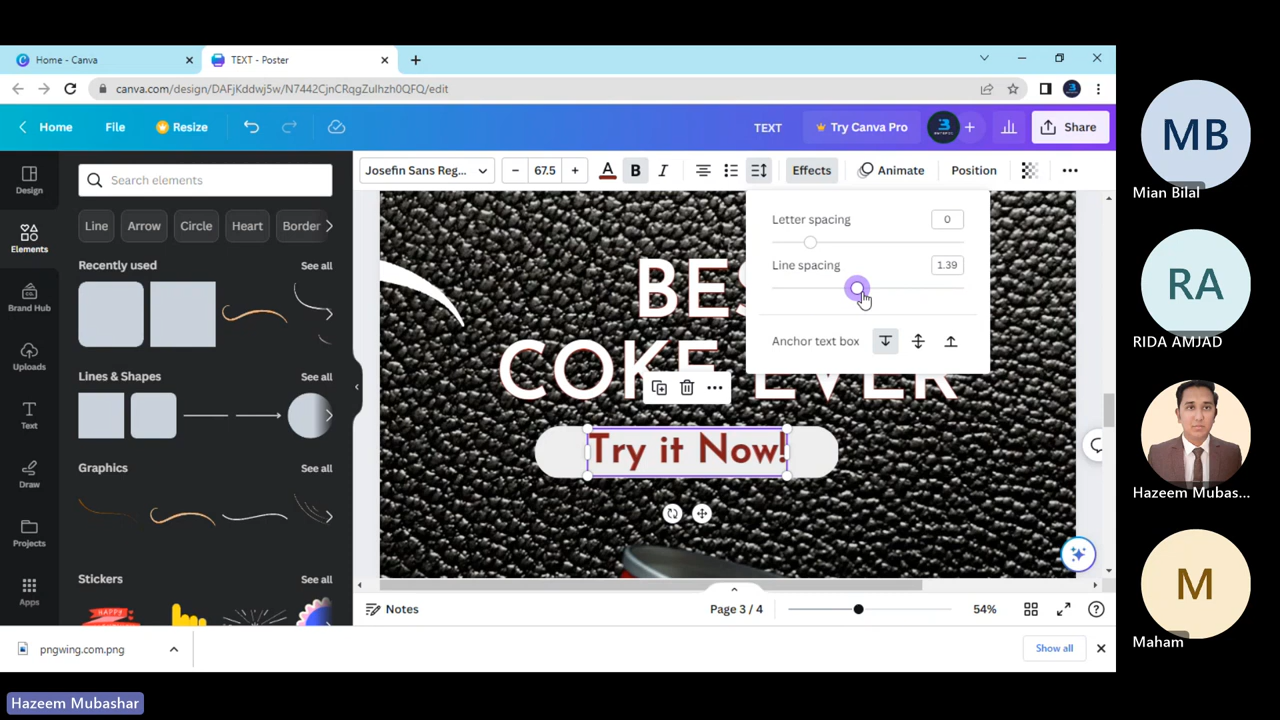 Home - Canva
TEXT - Poster
canva.com/design/DAFjKddwj5w/N7442CjnCRqgZulhzh0QFQ/edit
Home
File
Resize
TEXT
Try Canva Pro
Share
Design
Elements
Brand Hub
Uploads
Text
Draw
Projects
Apps
Search elements
Line
Arrow
Circle
Heart
Border
Recently used
See all
Lines & Shapes
See all
Graphics
See all
Stickers
See all
HAPPY
Josefin Sans Reg...
67.5
A
B
I
Effects
Animate
Position
Letter spacing
0
Line spacing
1.39
Anchor text box
BES
COKE EVER
Try it Now!
Notes
Page 3 / 4
54%
pngwing.com.png
Show all
MB
Mian Bilal
RA
RIDA AMJAD
Hazeem Mubas...
M
Maham
Hazeem Mubashar